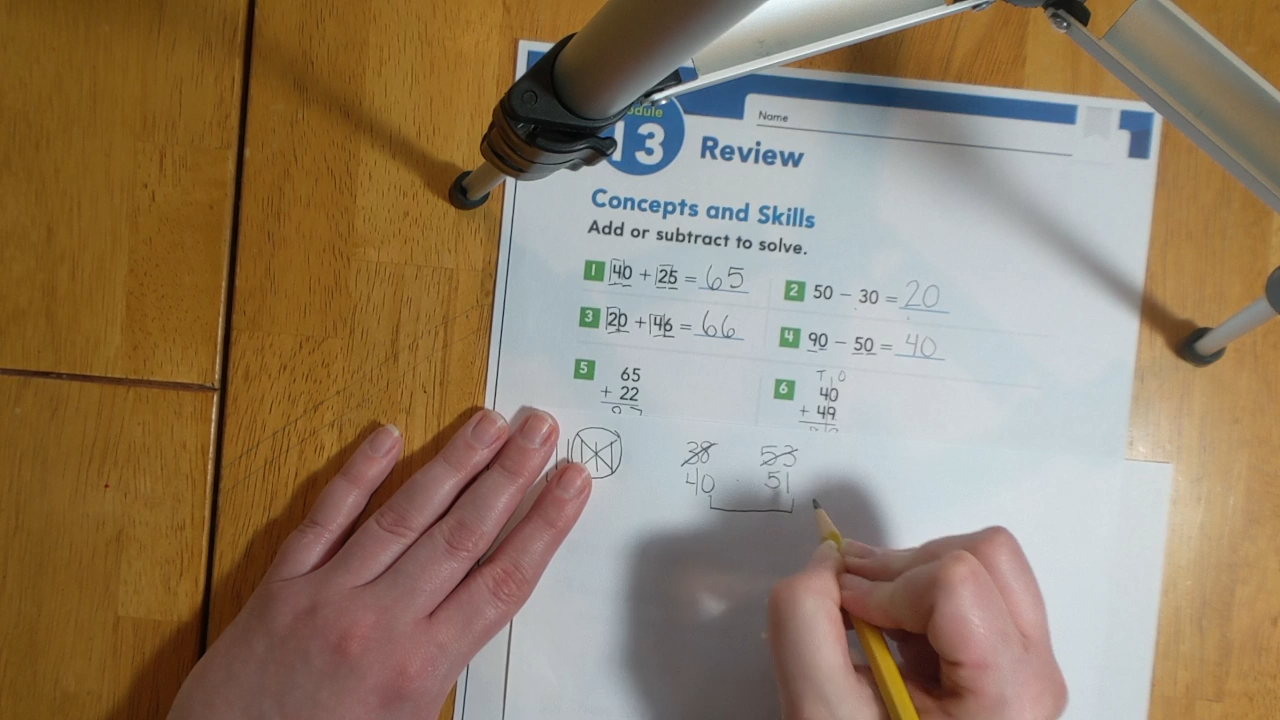 13
Review
Name
Concepts and Skills
Add or subtract to solve.
1 40 + 25 = 65
2 50 - 30 = 20
3 20 + 46 = 66
4 90 - 50 = 40
5 65
+ 22
6 T O
40
+ 49
38 53
40 51